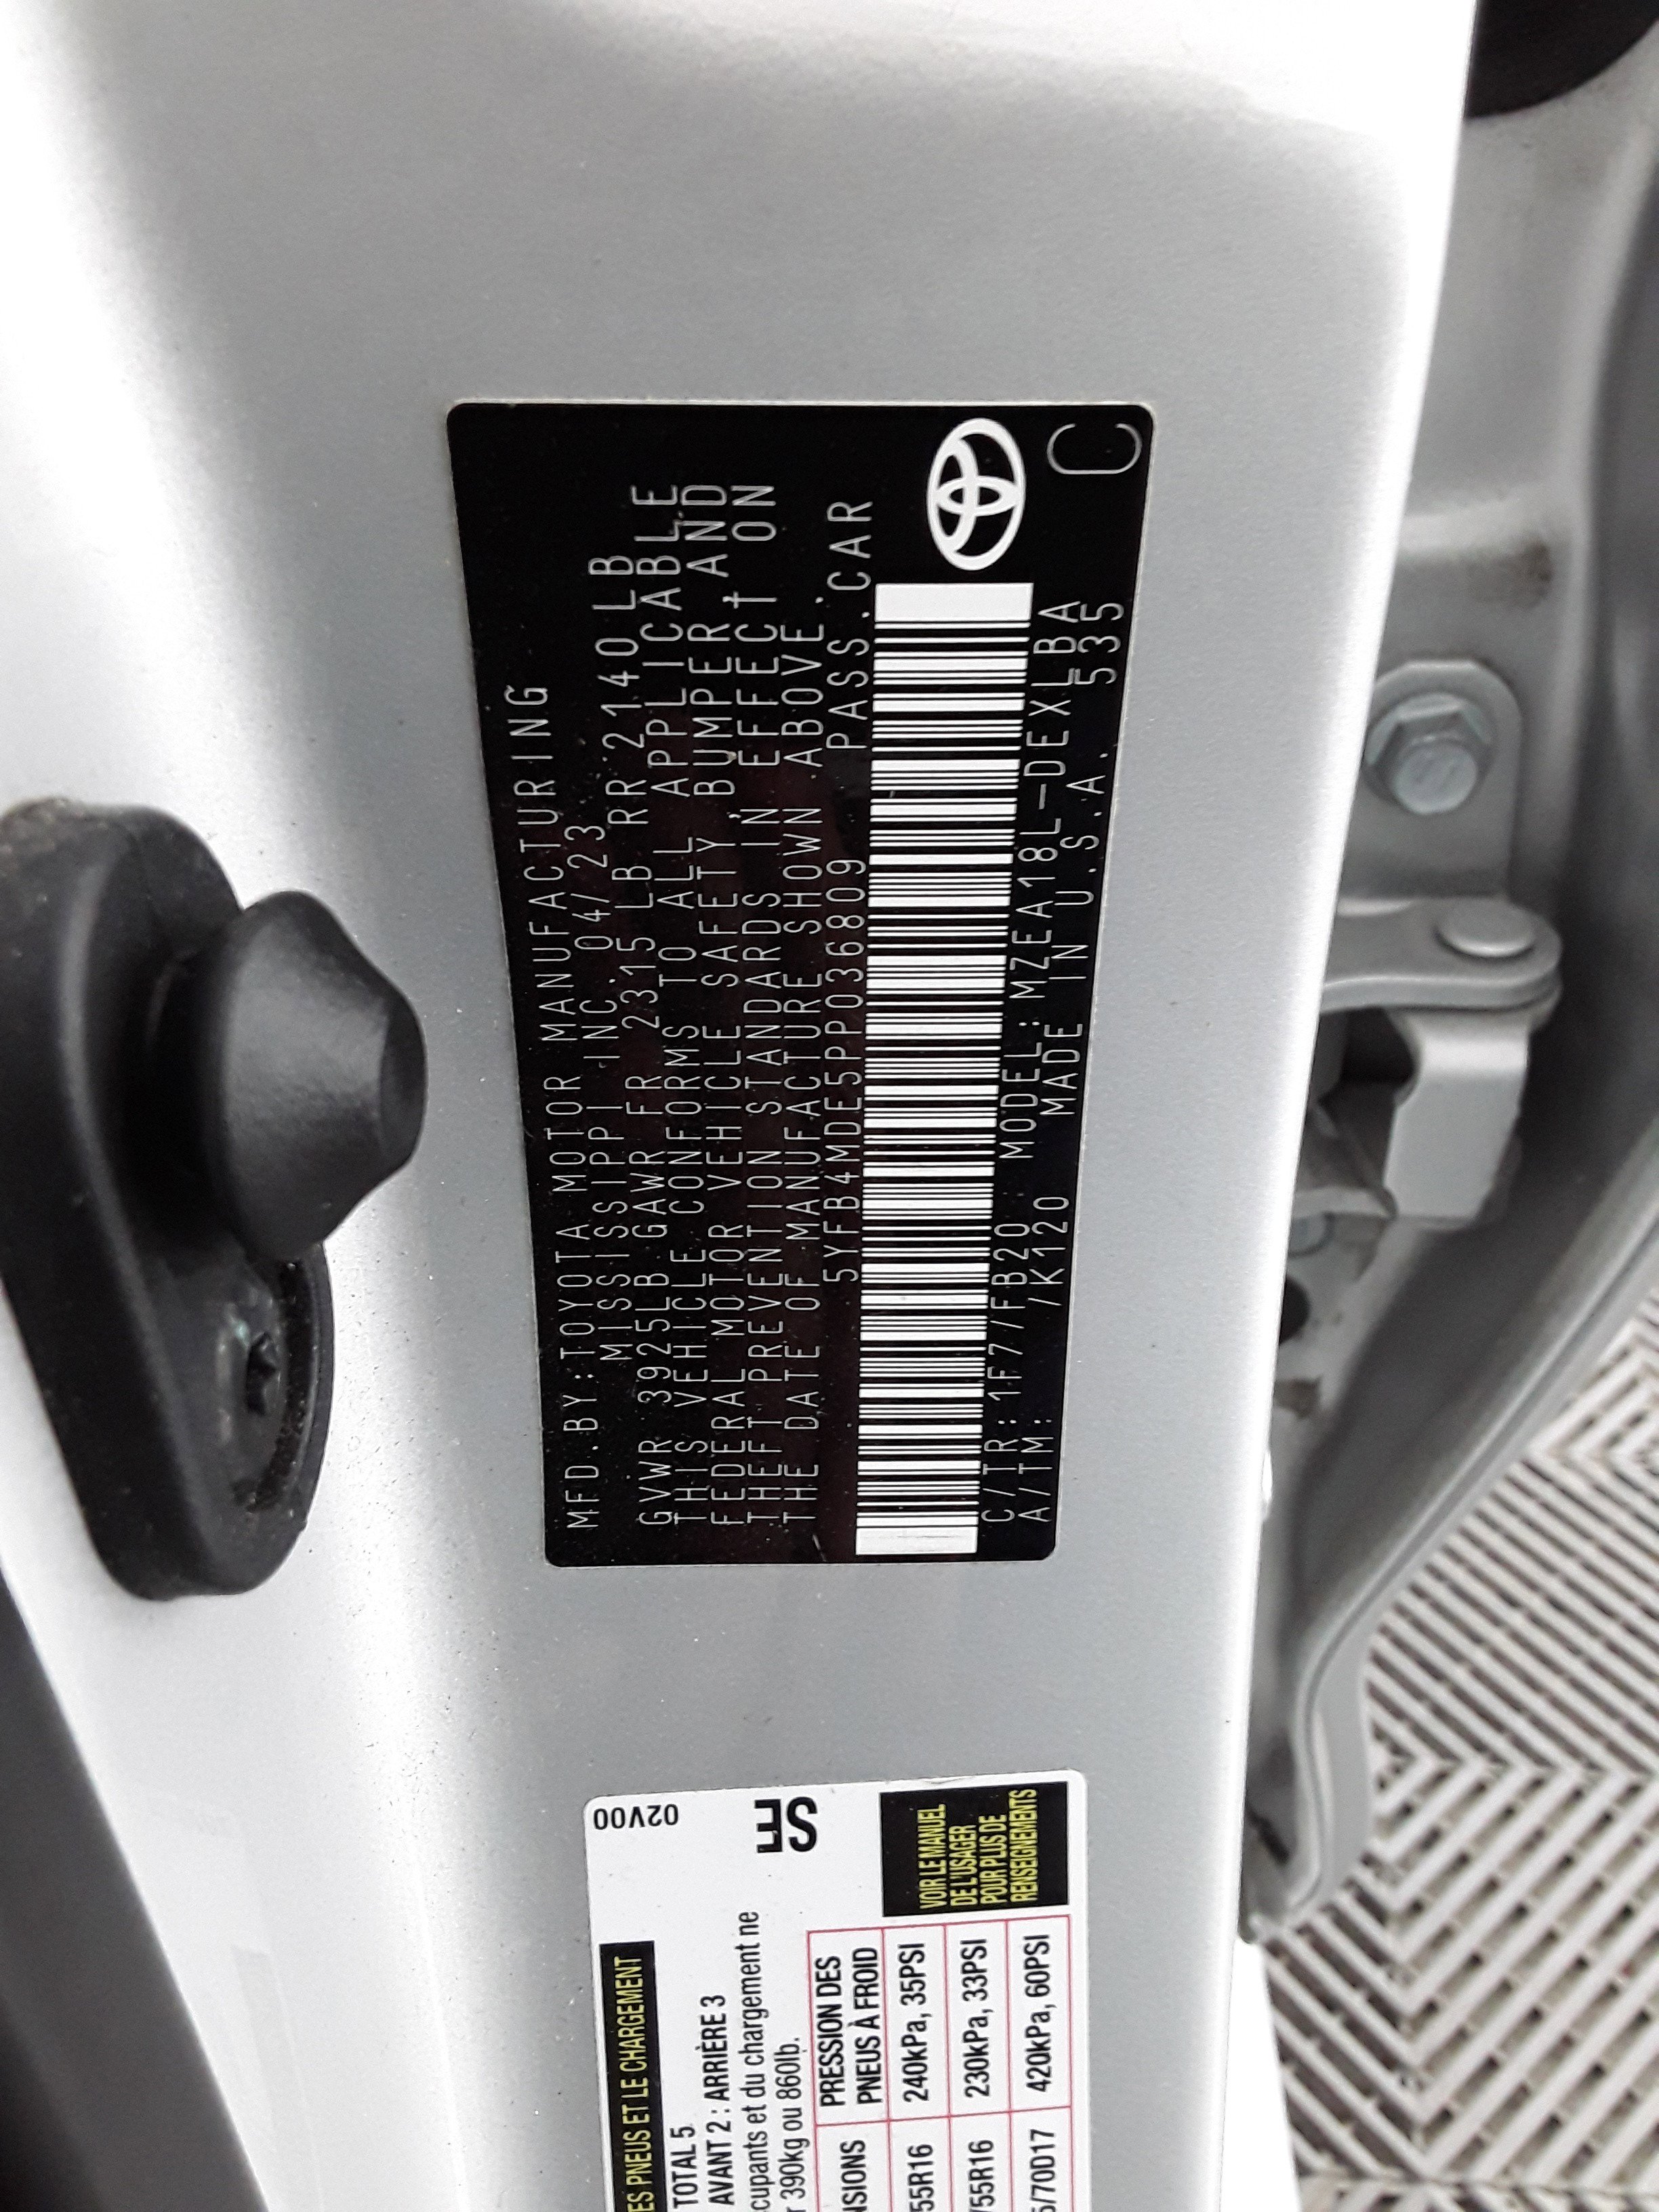 MFD.BY:TOYOTA MOTOR MANUFACTURING
MISSISSIPPI INC. 04/23
GVWR 3925LB GAWR FR 2315 LB RR 2140LB
THIS VEHICLE CONFORMS TO ALL APPLICABLE
FEDERAL MOTOR VEHICLE SAFETY, BUMPER, AND
THEFT PREVENTION STANDARDS IN EFFECT ON
THE DATE OF MANUFACTURE SHOWN ABOVE.
5YFB4MDE5PP036809 PASS.CAR
C/TR: 1F7/FB20 MODEL: MZEA18L-DEXLBA
A/TM: /K120 MADE IN U.S.A. 535
C
ES PNEUS ET LE CHARGEMENT
02V00
TOTAL 5
AVANT 2 : ARRIÈRE 3
cupants et du chargement ne
r 390kg ou 860lb.
SE
NSIONS
PRESSION DES
PNEUS À FROID
55R16 240kPa, 35PSI
/55R16 230kPa, 33PSI
/70D17 420kPa, 60PSI
VOIR LE MANUEL
DE L'USAGER
POUR PLUS DE
RENSEIGNEMENTS